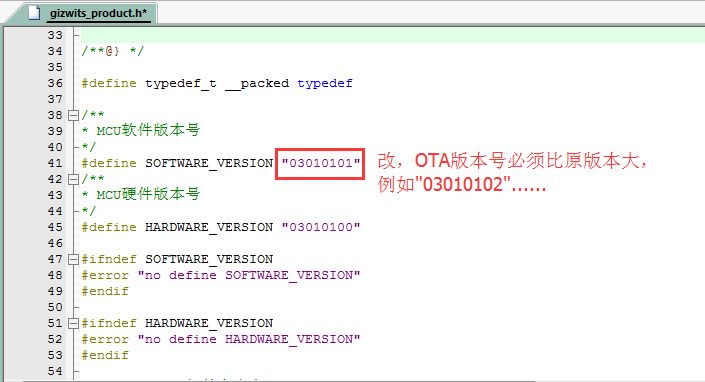 gizwits_product.h*
33
34 /**@} */
35
36 #define typedef_t __packed typedef
37
38 /**
39 * MCU软件版本号
40 */
41 #define SOFTWARE_VERSION "03010101"
改，OTA版本号必须比原版本大，
例如"03010102"......
42 /**
43 * MCU硬件版本号
44 */
45 #define HARDWARE_VERSION "03010100"
46
47 #ifndef SOFTWARE_VERSION
48 #error "no define SOFTWARE_VERSION"
49 #endif
50
51 #ifndef HARDWARE_VERSION
52 #error "no define HARDWARE_VERSION"
53 #endif
54